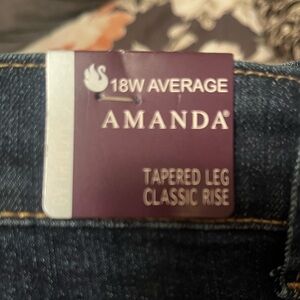 18W AVERAGE
AMANDA®
TAPERED LEG
CLASSIC RISE